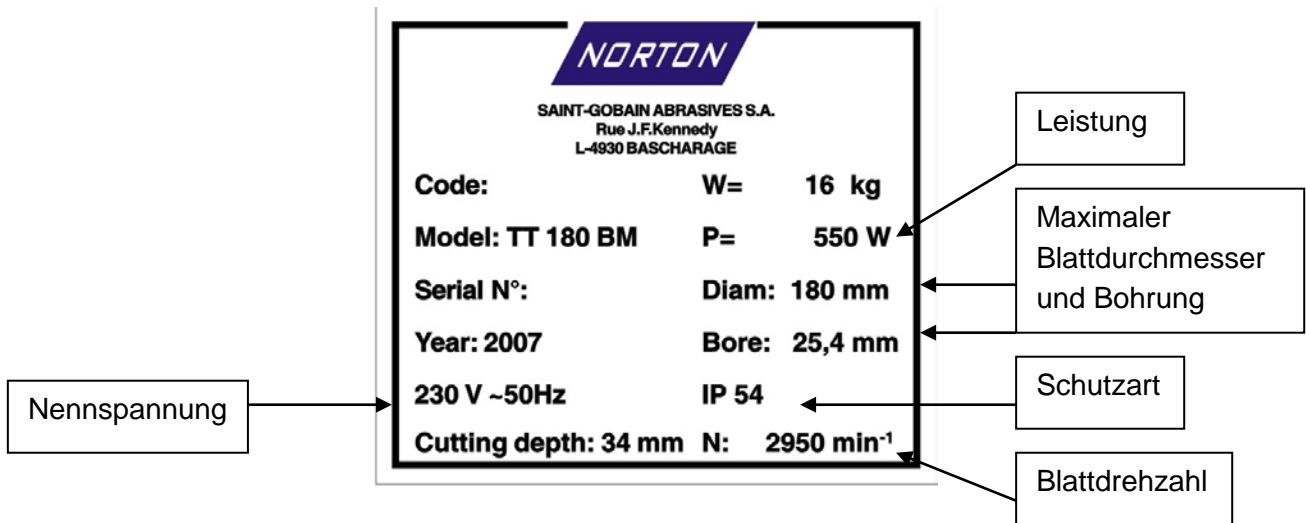 NORTON
SAINT-GOBAIN ABRASIVES S.A.
Rue J.F.Kennedy
L-4930 BASCHARAGE
Code: W= 16 kg
Model: TT 180 BM P= 550 W
Serial N°: Diam: 180 mm
Year: 2007 Bore: 25,4 mm
230 V ~50Hz IP 54
Cutting depth: 34 mm N: 2950 min⁻¹
Leistung
Maximaler
Blattdurchmesser
und Bohrung
Schutzart
Blattdrehzahl
Nennspannung